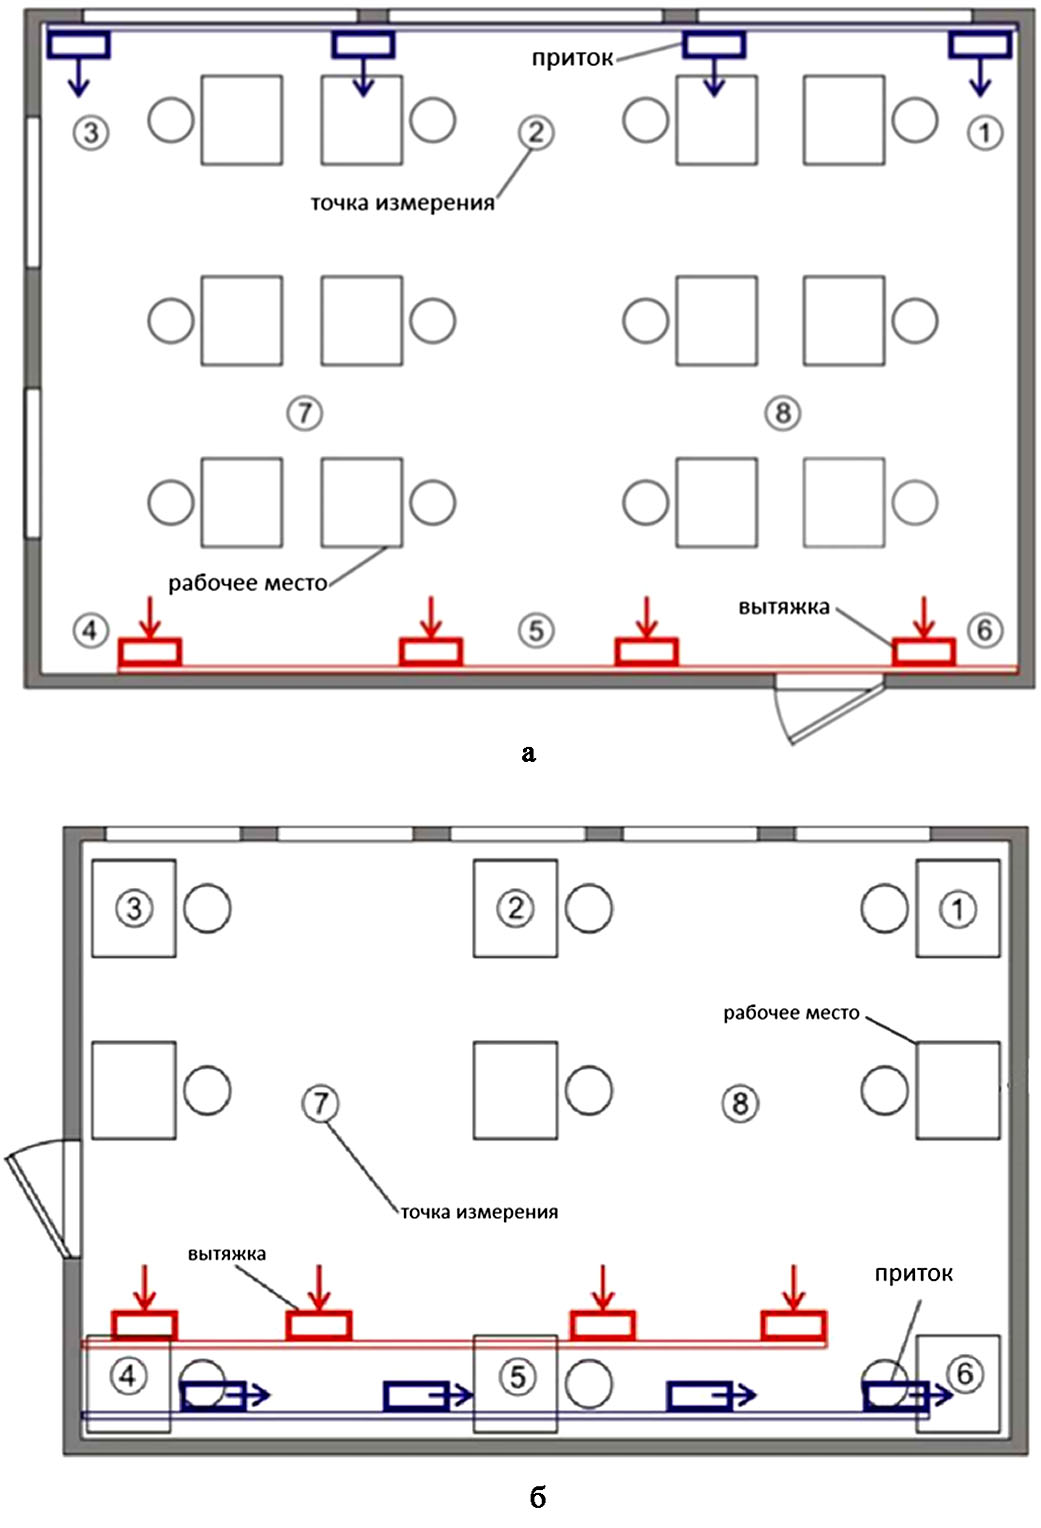 приток
3
2
1
точка измерения
7
8
рабочее место
вытяжка
4
5
6
а
3
2
1
рабочее место
7
8
точка измерения
вытяжка
приток
4
5
6
б